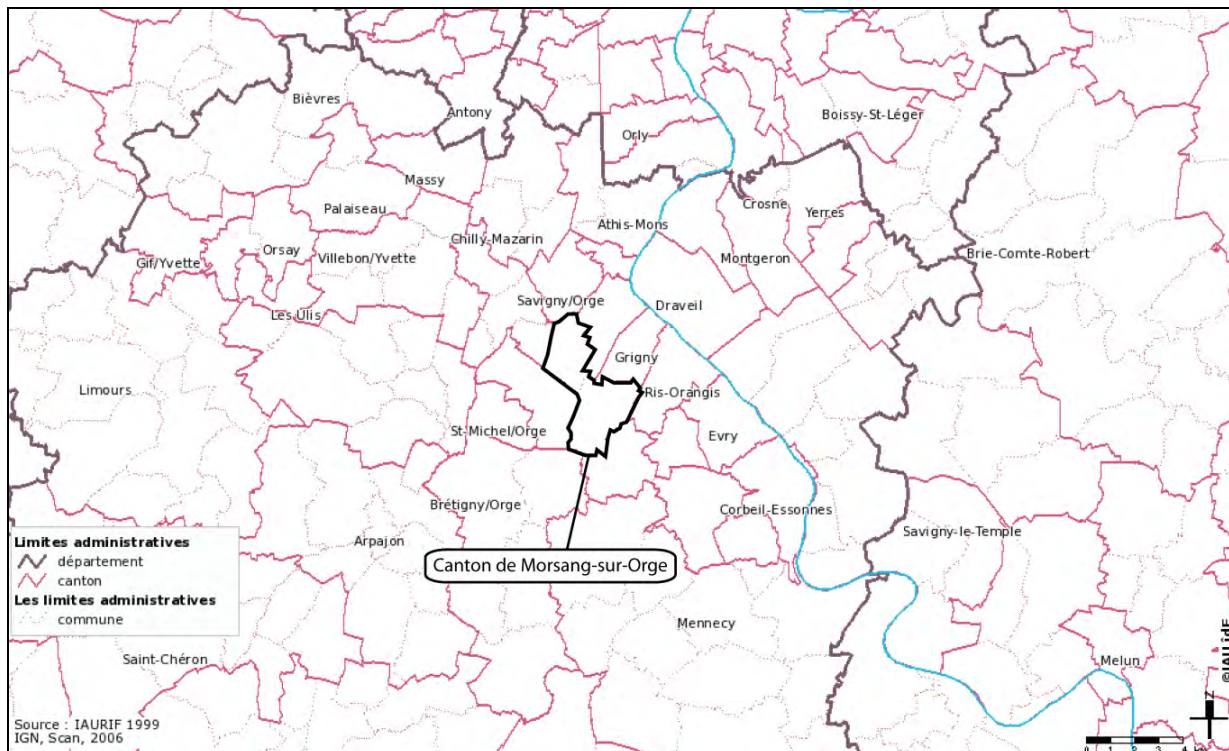 Bièvres
Antony
Boissy-St-Léger
Orly
Massy
Crosne
Palaiseau
Yerres
Athis-Mons
Chilly-Mazarin
Orsay
Gif/Yvette
Villebon/Yvette
Montgeron
Brie-Comte-Robert
Savigny/Orge
Draveil
Les Ulis
Grigny
Limours
Ris-Orangis
St-Michel/Orge
Evry
Brétigny/Orge
Corbeil-Essonnes
Savigny-le-Temple
Arpajon
Canton de Morsang-sur-Orge
Limites administratives
département
canton
Les limites administratives
commune
Mennecy
Saint-Chéron
Melun
©IAU idF
Source : IAURIF 1999
IGN, Scan, 2006
N
0 1 2 3 4